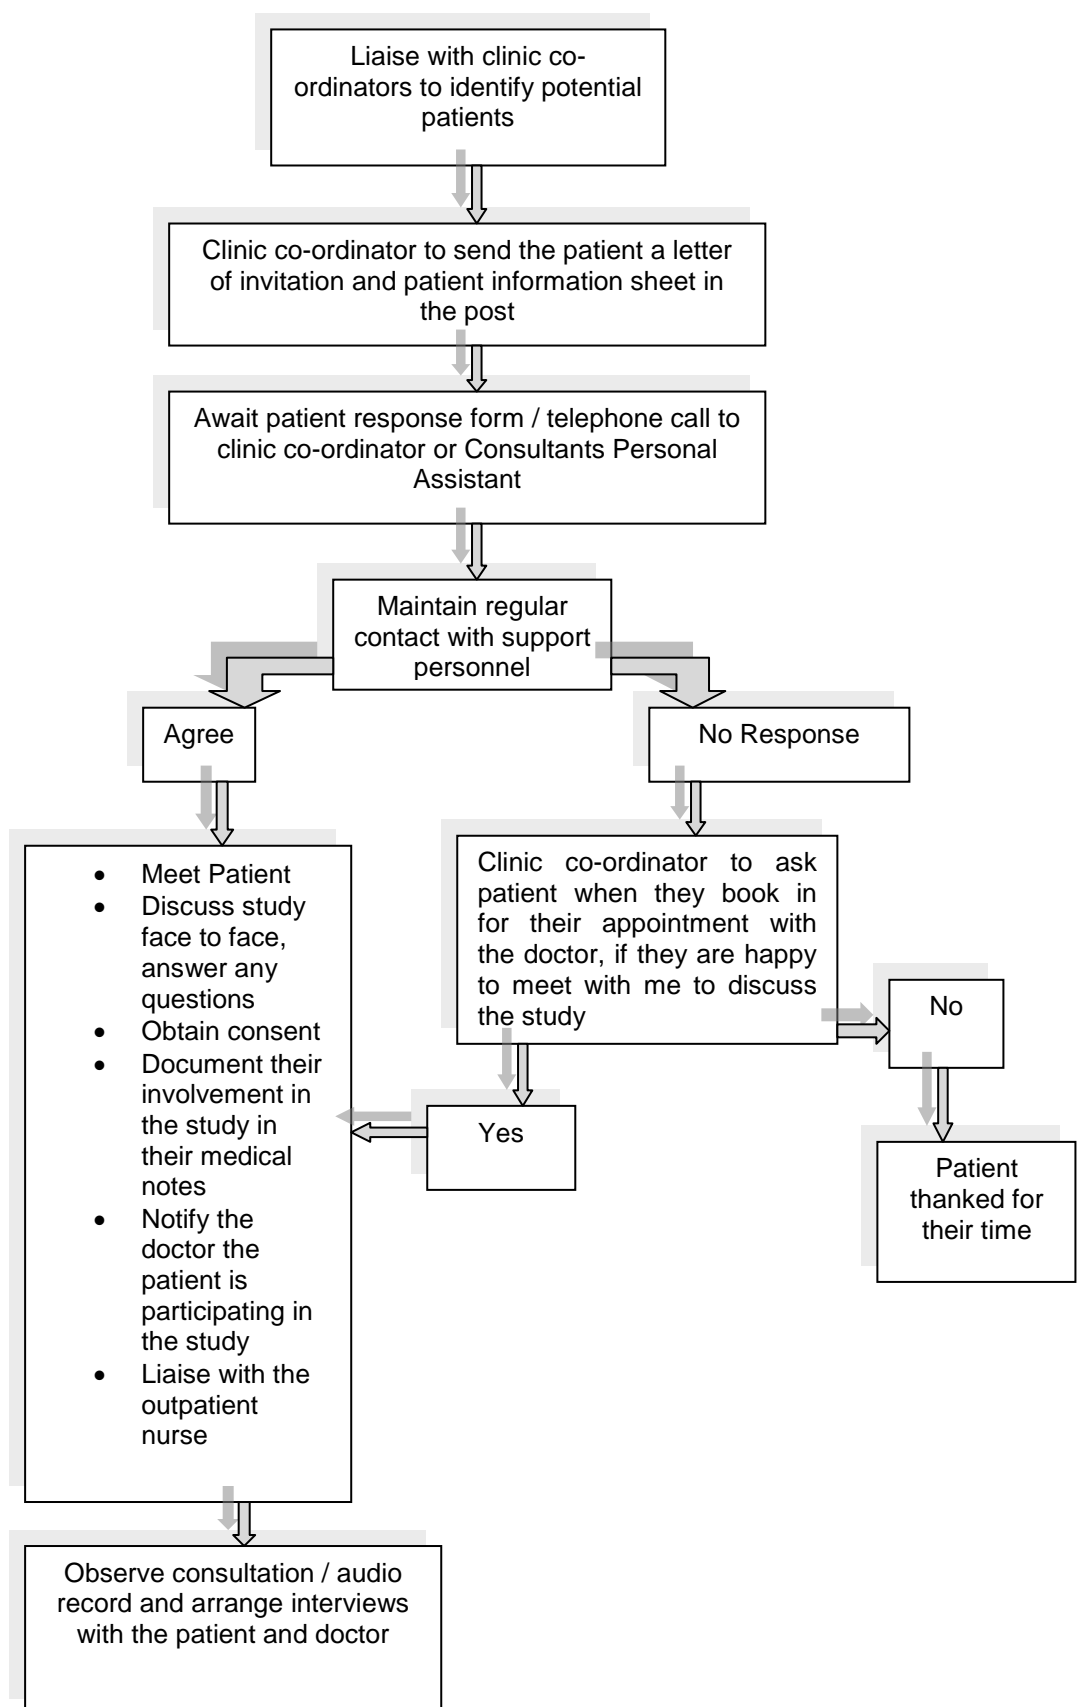 Liaise with clinic co-
ordinators to identify potential
patients
Clinic co-ordinator to send the patient a letter
of invitation and patient information sheet in
the post
Await patient response form / telephone call to
clinic co-ordinator or Consultants Personal
Assistant
Maintain regular
contact with support
personnel
Agree
No Response
• Meet Patient
• Discuss study
face to face,
answer any
questions
• Obtain consent
• Document their
involvement in
the study in
their medical
notes
• Notify the
doctor the
patient is
participating in
the study
• Liaise with the
outpatient
nurse
Clinic co-ordinator to ask
patient when they book in
for their appointment with
the doctor, if they are happy
to meet with me to discuss
the study
No
Yes
Patient
thanked for
their time
Observe consultation / audio
record and arrange interviews
with the patient and doctor